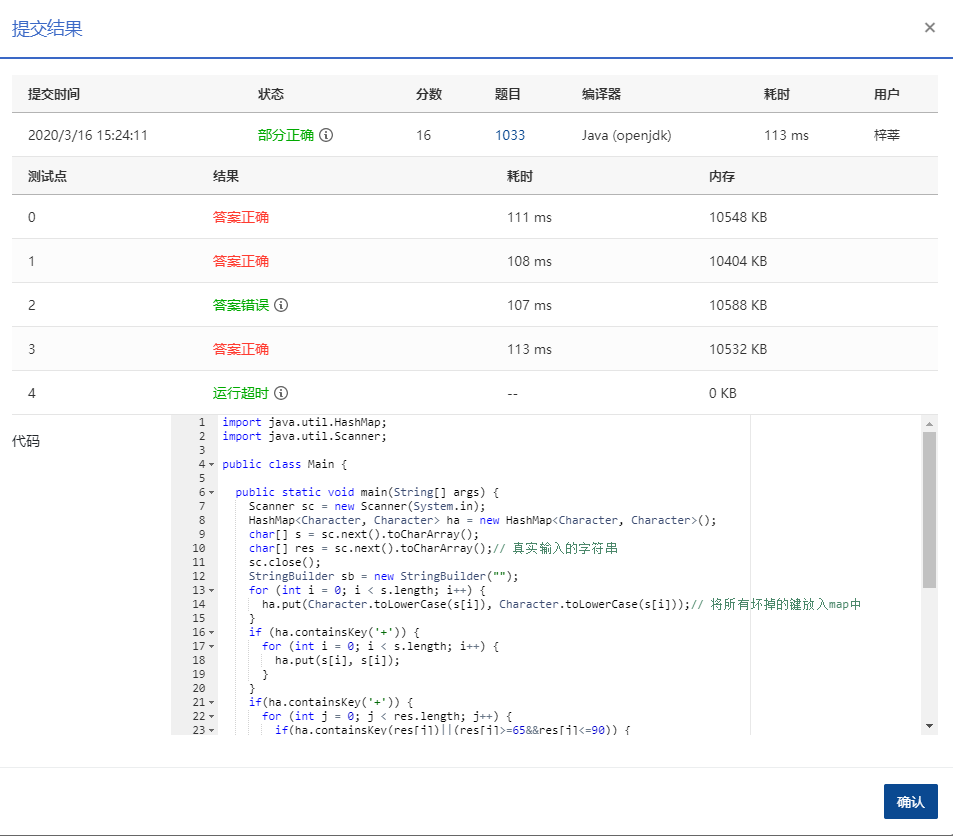 提交结果 ×
提交时间 状态 分数 题目 编译器 耗时 用户
2020/3/16 15:24:11 部分正确 16 1033 Java (openjdk) 113 ms 梓莘
测试点 结果 耗时 内存
0 答案正确 111 ms 10548 KB
1 答案正确 108 ms 10404 KB
2 答案错误 107 ms 10588 KB
3 答案正确 113 ms 10532 KB
4 运行超时 -- 0 KB
代码
1 import java.util.HashMap;
2 import java.util.Scanner;
3
4 public class Main {
5
6 public static void main(String[] args) {
7 Scanner sc = new Scanner(System.in);
8 HashMap<Character, Character> ha = new HashMap<Character, Character>();
9 char[] s = sc.next().toCharArray();
10 char[] res = sc.next().toCharArray();// 真实输入的字符串
11 sc.close();
12 StringBuilder sb = new StringBuilder("");
13 for (int i = 0; i < s.length; i++) {
14 ha.put(Character.toLowerCase(s[i]), Character.toLowerCase(s[i]));// 将所有坏掉的键放入map中
15 }
16 if (ha.containsKey('+')) {
17 for (int i = 0; i < s.length; i++) {
18 ha.put(s[i], s[i]);
19 }
20 }
21 if(ha.containsKey('+')) {
22 for (int j = 0; j < res.length; j++) {
23 if(ha.containsKey(res[j])||(res[j]>=65&&res[j]<=90)) {
确认